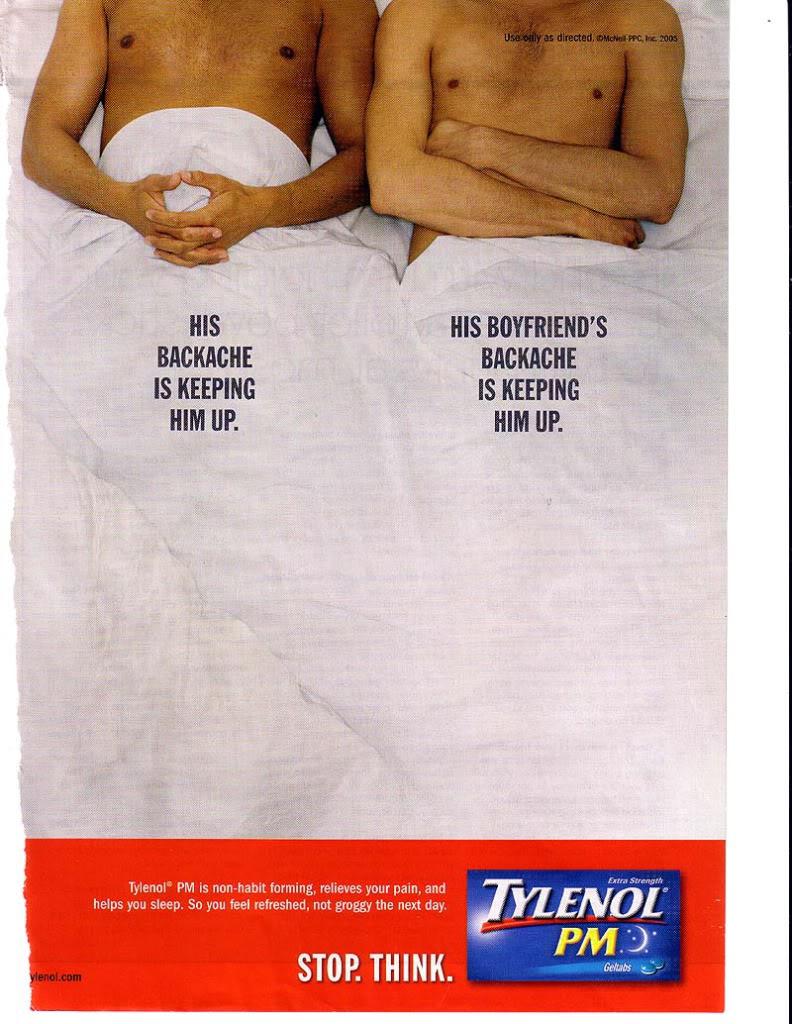 Use only as directed. ©McNeil-PPC, Inc. 2005
HIS
BACKACHE
IS KEEPING
HIM UP.
HIS BOYFRIEND'S
BACKACHE
IS KEEPING
HIM UP.
Tylenol® PM is non-habit forming, relieves your pain, and
helps you sleep. So you feel refreshed, not groggy the next day.
STOP. THINK.
ylenol.com
Extra Strength
TYLENOL®
PM
Geltabs